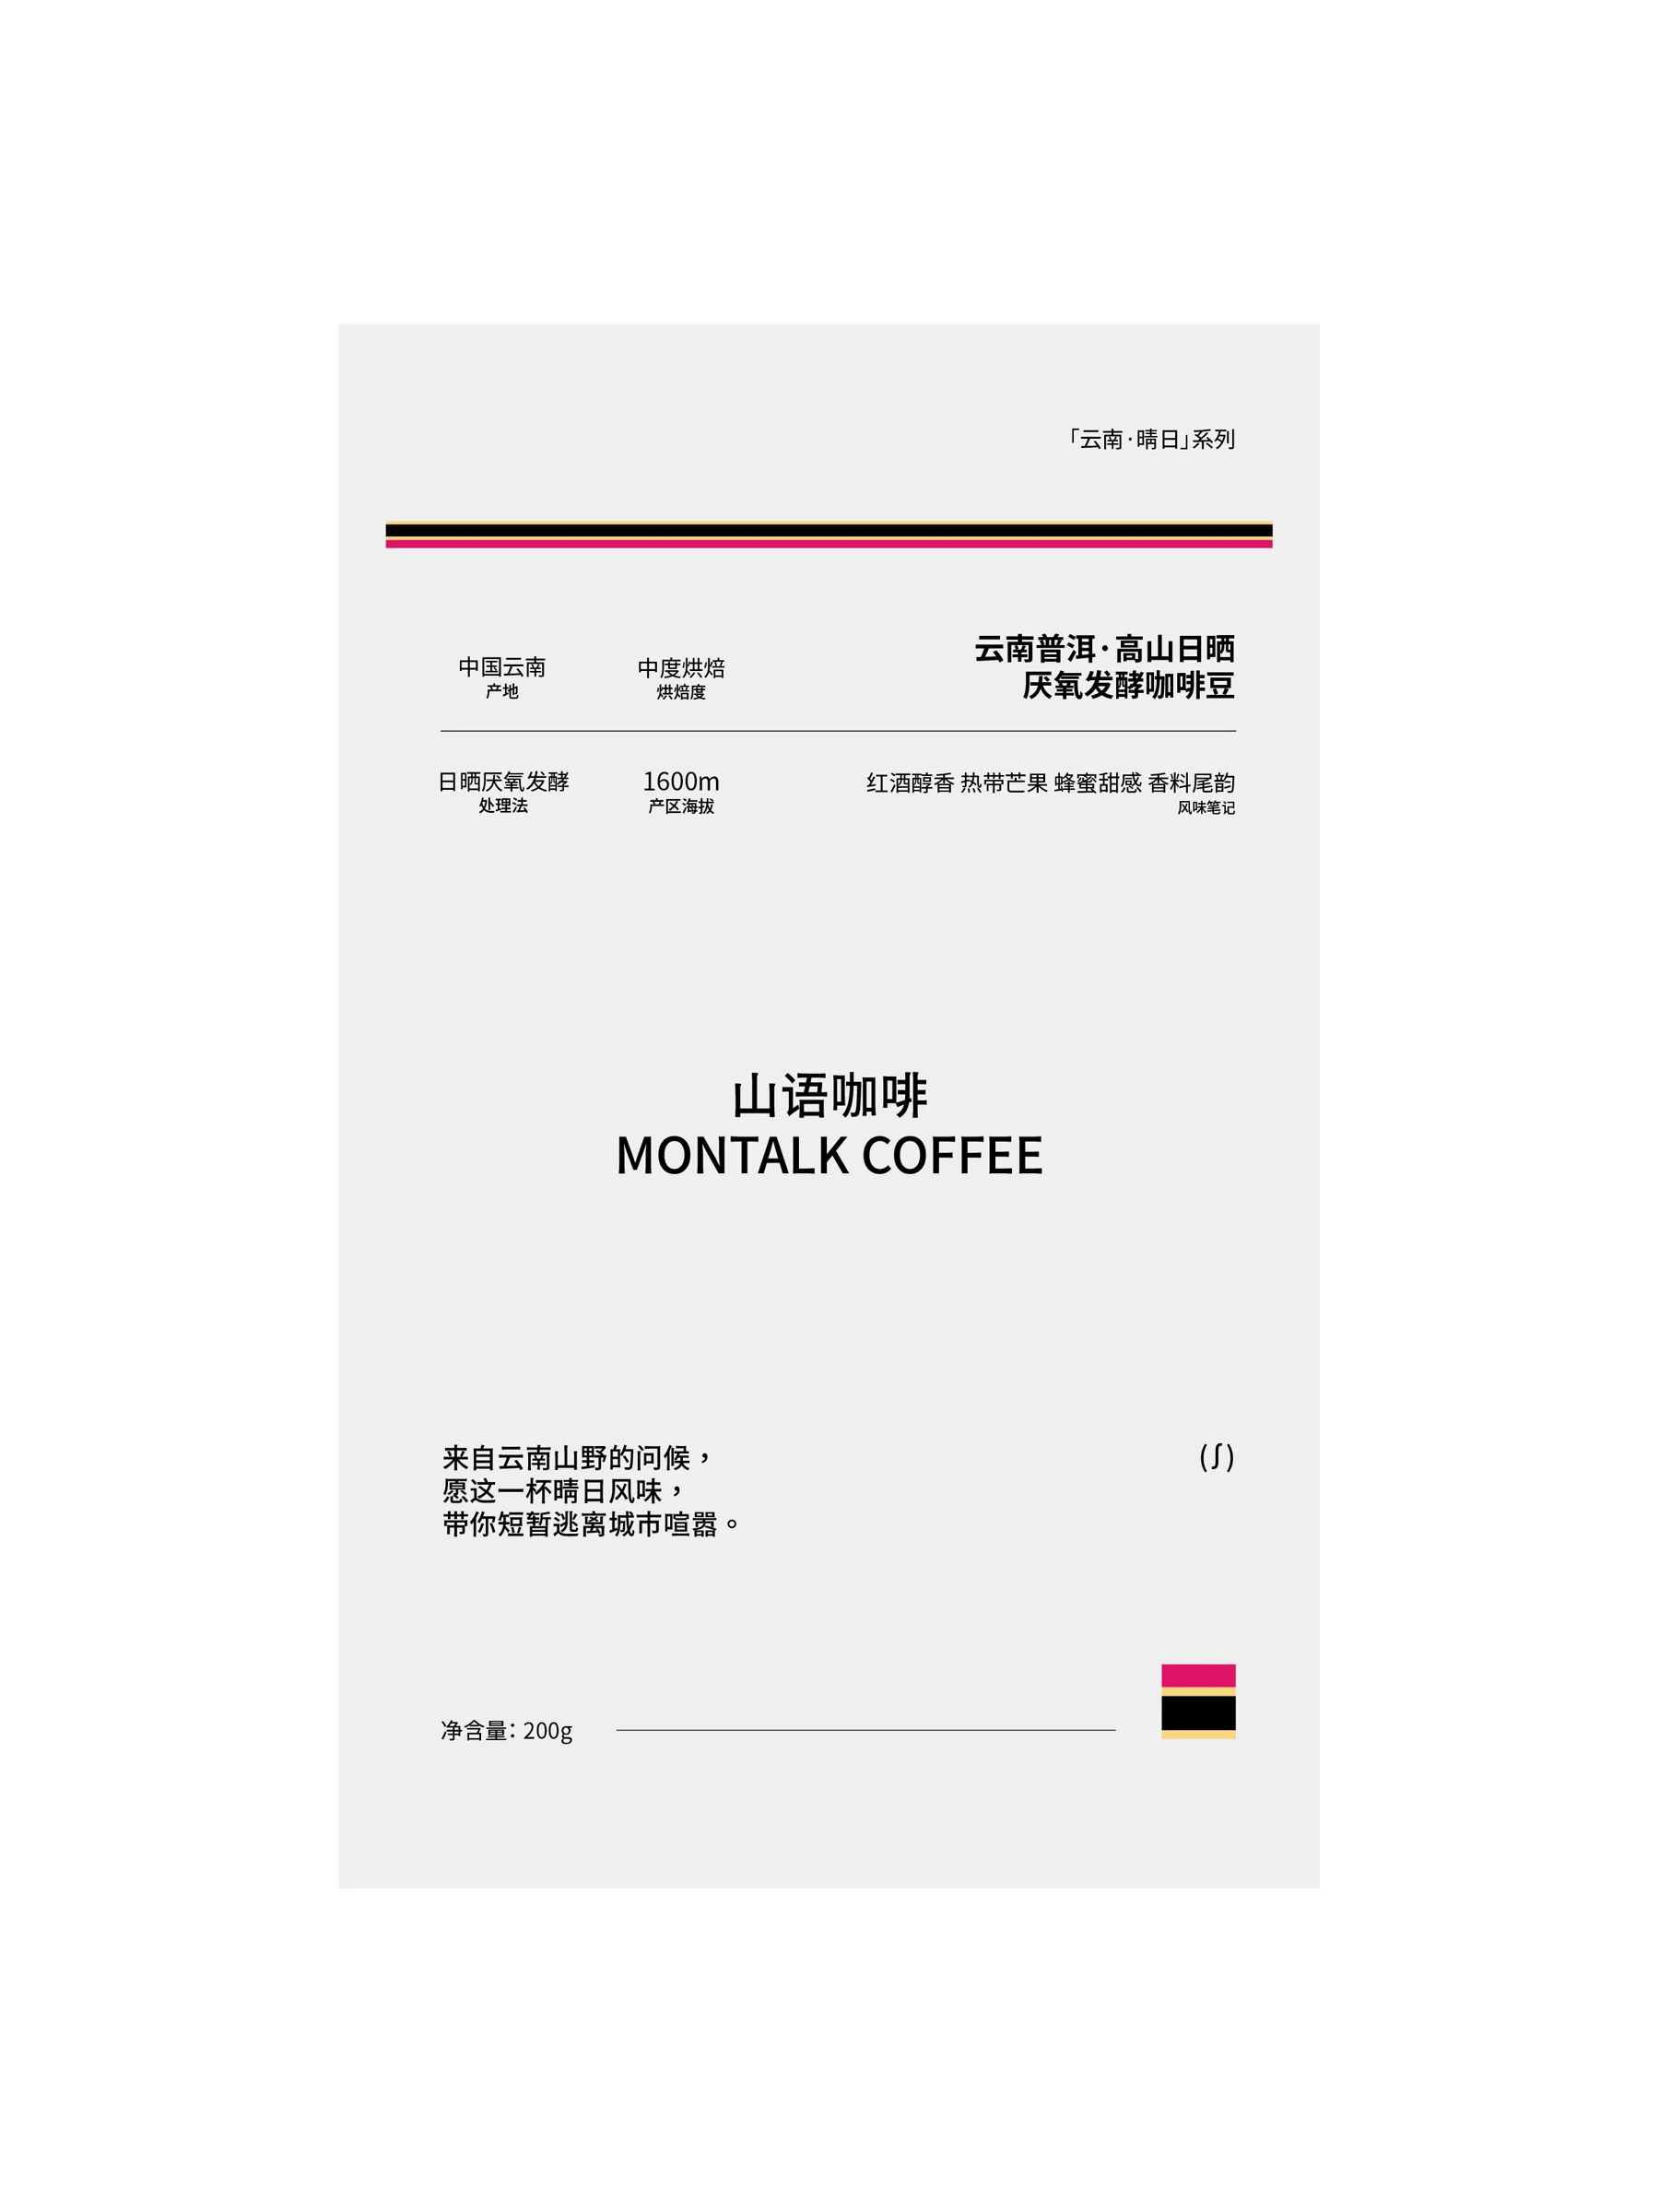 「云南·晴日」系列
云南普洱·高山日晒
厌氧发酵咖啡豆
中国云南
产地
中度烘焙
烘焙度
日晒厌氧发酵
处理法
1600m
产区海拔
红酒醇香 热带芒果 蜂蜜甜感 香料尾韵
风味笔记
山语咖啡
MONTALK COFFEE
来自云南山野的问候，
愿这一杯晴日风味，
带你短暂逃离城市喧嚣。
(ʃ)
净含量：200g